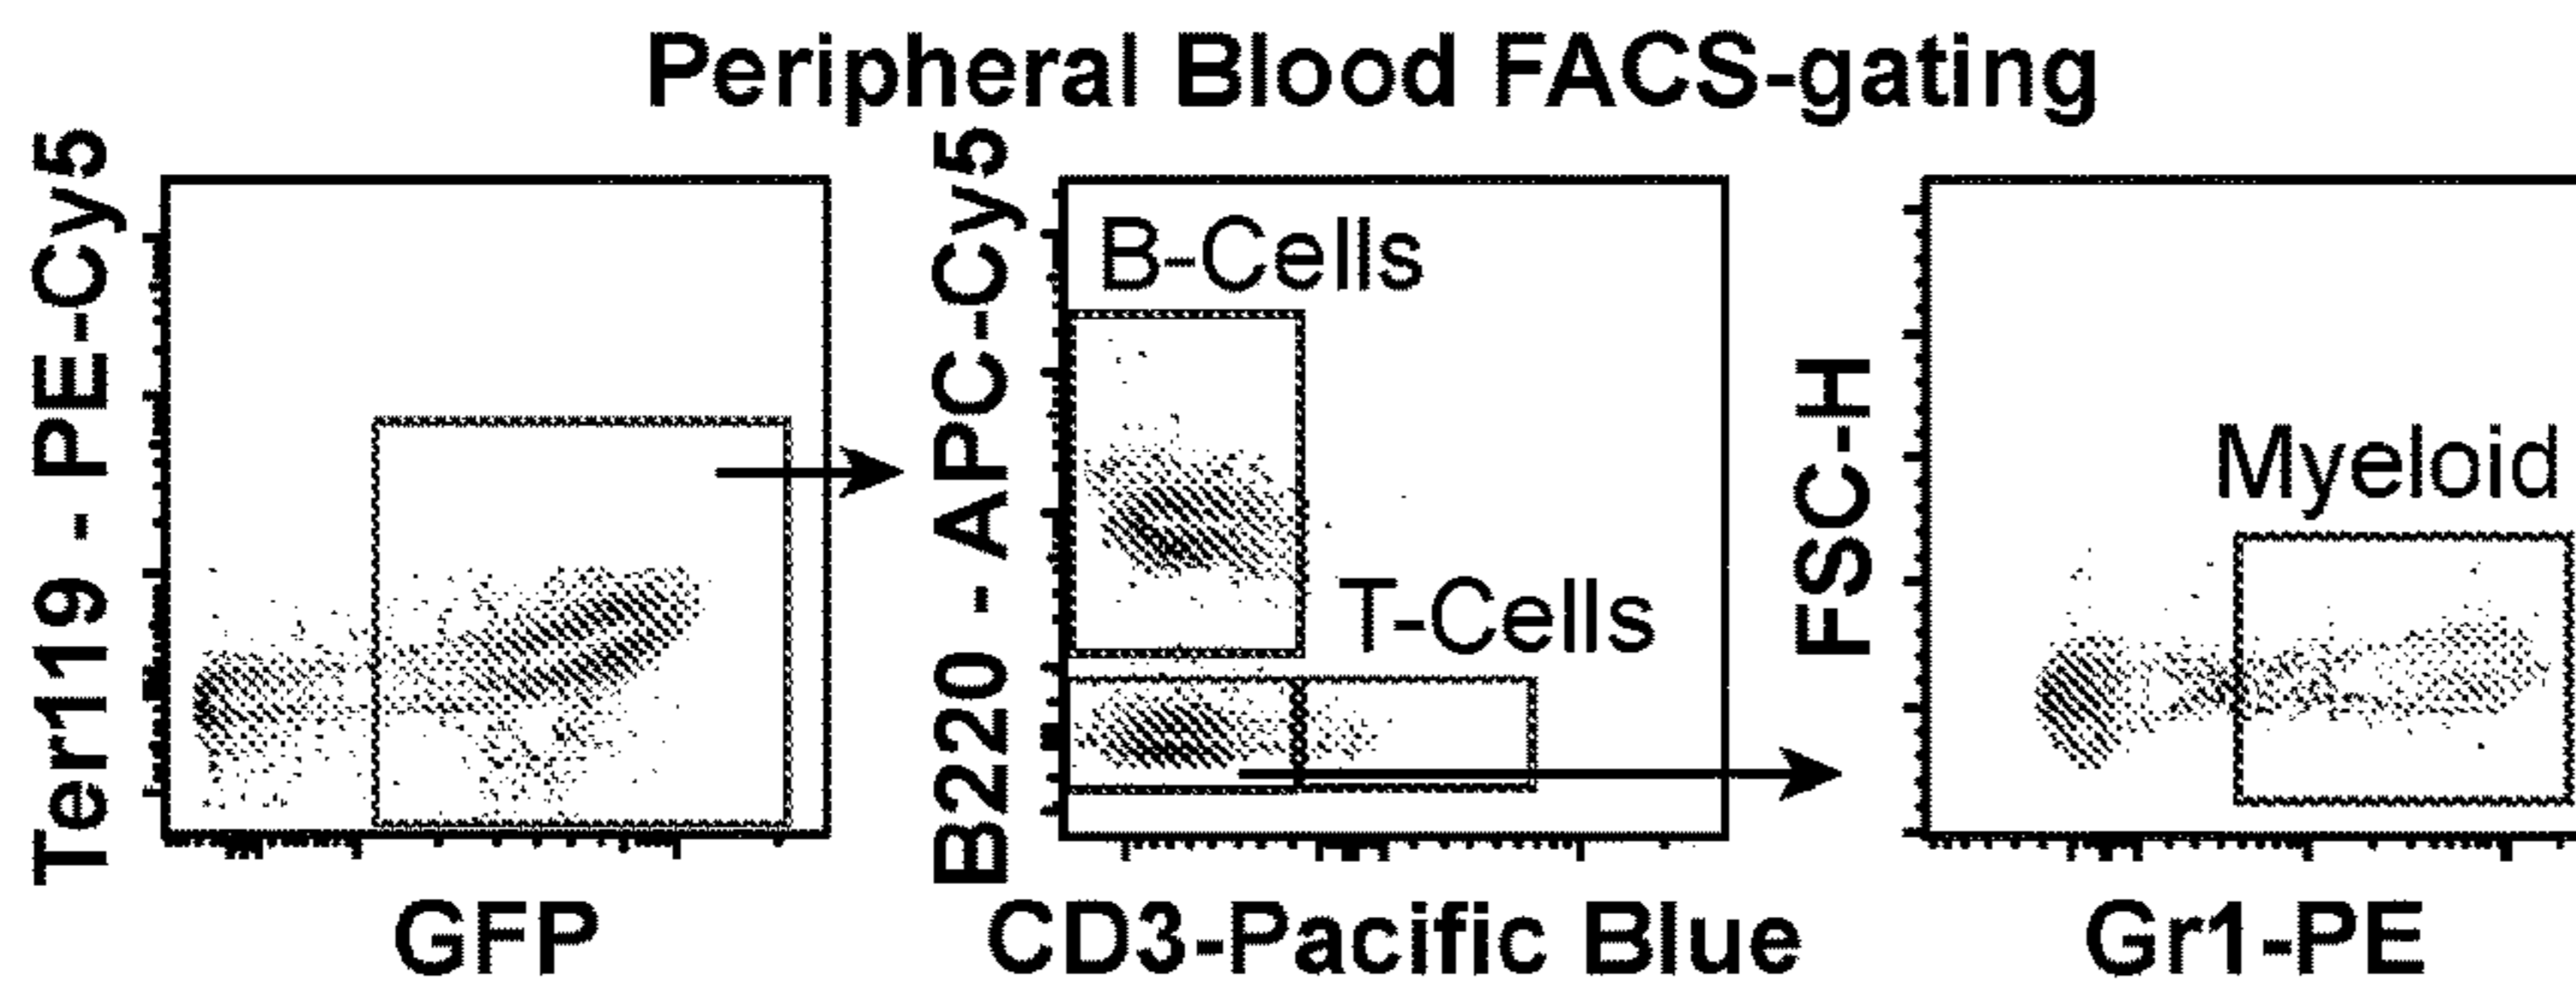 Peripheral Blood FACS-gating
Ter119 - PE-Cy5
GFP
B220 - APC-Cy5
B-Cells
T-Cells
CD3-Pacific Blue
FSC-H
Myeloid
Gr1-PE